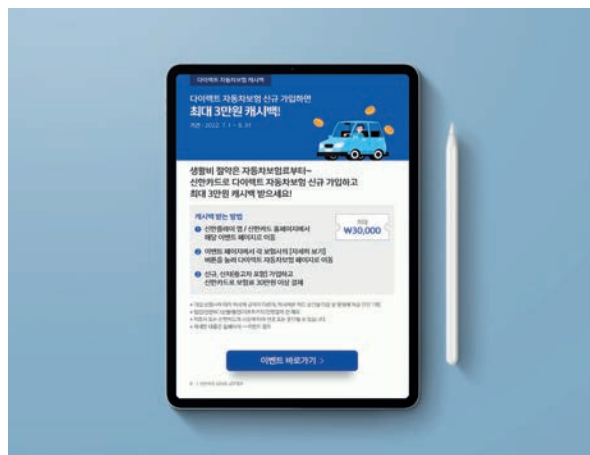 다이렉트 자동차보험 캐시백
다이렉트 자동차보험 신규 가입하면
최대 3만원 캐시백!
기간 : 2022. 7. 1 ~ 8. 31
생활비 절약은 자동차보험료부터~
신한카드로 다이렉트 자동차보험 신규 가입하고
최대 3만원 캐시백 받으세요!
캐시백 받는 방법
최대
₩30,000
1 신한플레이 앱 / 신한카드 홈페이지에서
해당 이벤트 페이지로 이동
2 이벤트 페이지에서 각 보험사의 [자세히 보기]
버튼을 눌러 다이렉트 자동차보험 페이지로 이동
3 신규, 신차(중고차 포함) 가입하고
신한카드로 보험료 30만원 이상 결제
이벤트 바로가기 >